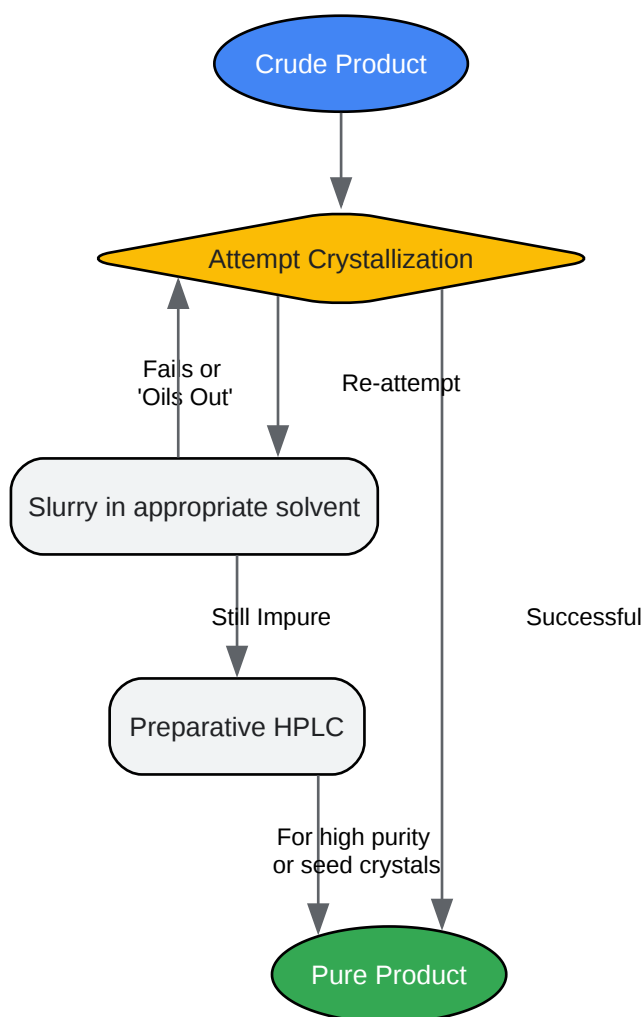 Crude Product
Attempt Crystallization
Fails or
'Oils Out'
Re-attempt
Slurry in appropriate solvent
Still Impure
Successful
Preparative HPLC
For high purity
or seed crystals
Pure Product